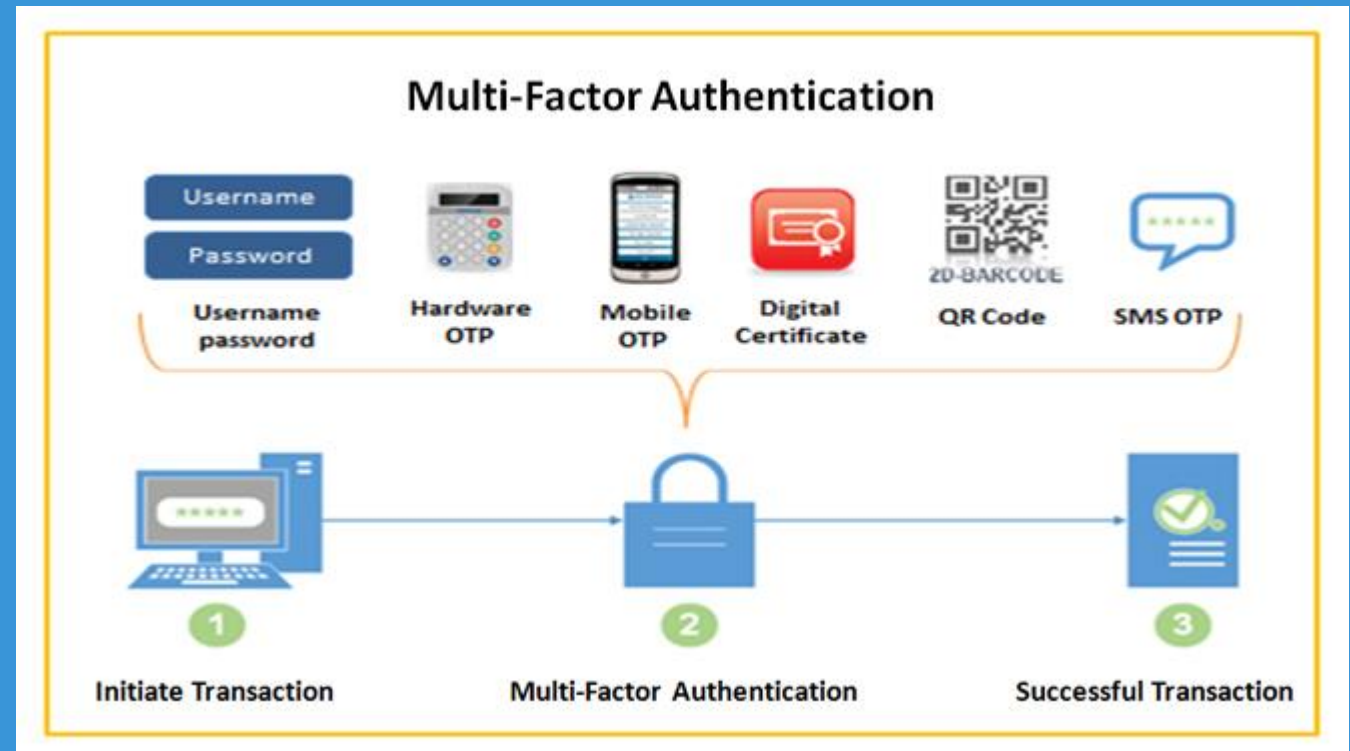 Multi-Factor Authentication
Username
Password
2D-BARCODE
Username
password
Hardware
OTP
Mobile
OTP
Digital
Certificate
QR Code
SMS OTP
1
2
3
Initiate Transaction
Multi-Factor Authentication
Successful Transaction